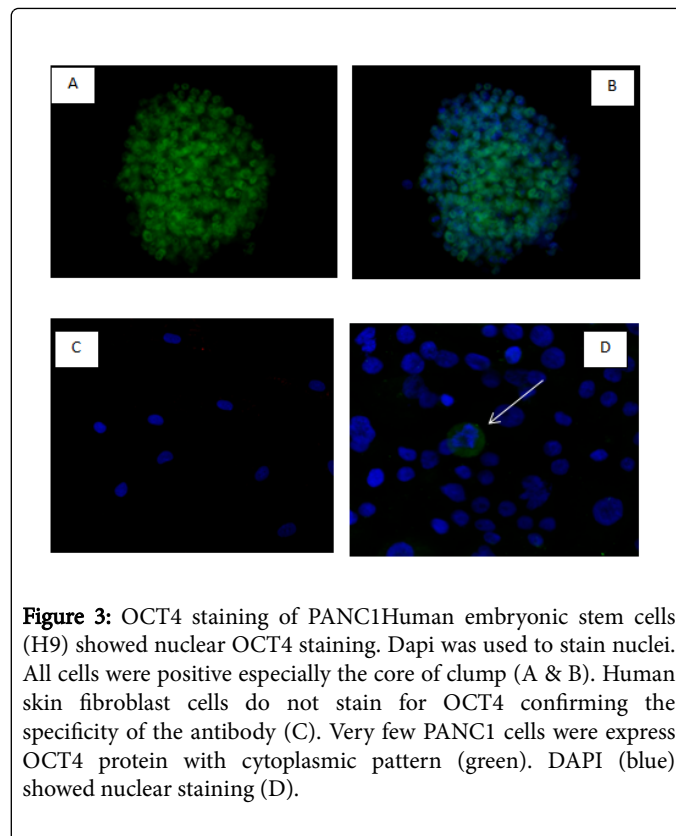 A
B
C
D
Figure 3: OCT4 staining of PANC1Human embryonic stem cells
(H9) showed nuclear OCT4 staining. Dapi was used to stain nuclei.
All cells were positive especially the core of clump (A & B). Human
skin fibroblast cells do not stain for OCT4 confirming the
specificity of the antibody (C). Very few PANC1 cells were express
OCT4 protein with cytoplasmic pattern (green). DAPI (blue)
showed nuclear staining (D).